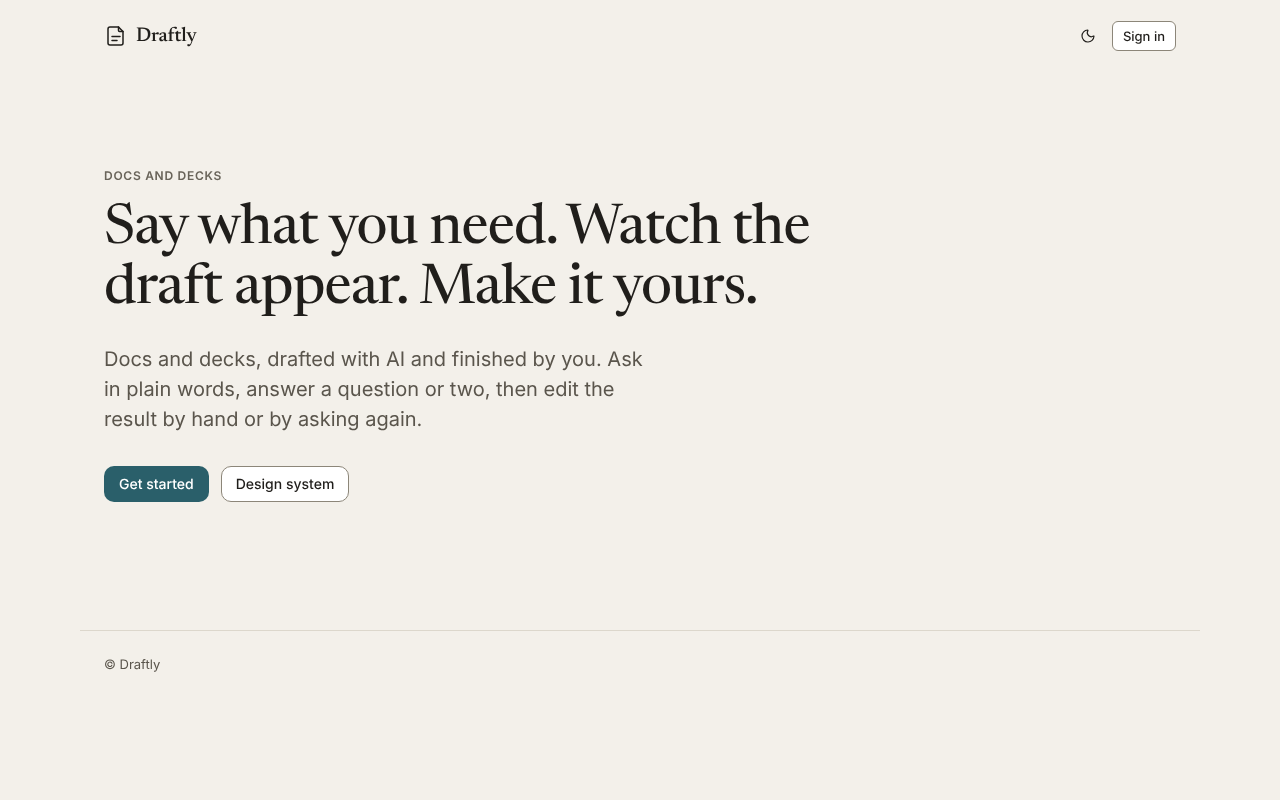 Draftly
Sign in
DOCS AND DECKS
Say what you need. Watch the
draft appear. Make it yours.
Docs and decks, drafted with AI and finished by you. Ask
in plain words, answer a question or two, then edit the
result by hand or by asking again.
Get started
Design system
© Draftly